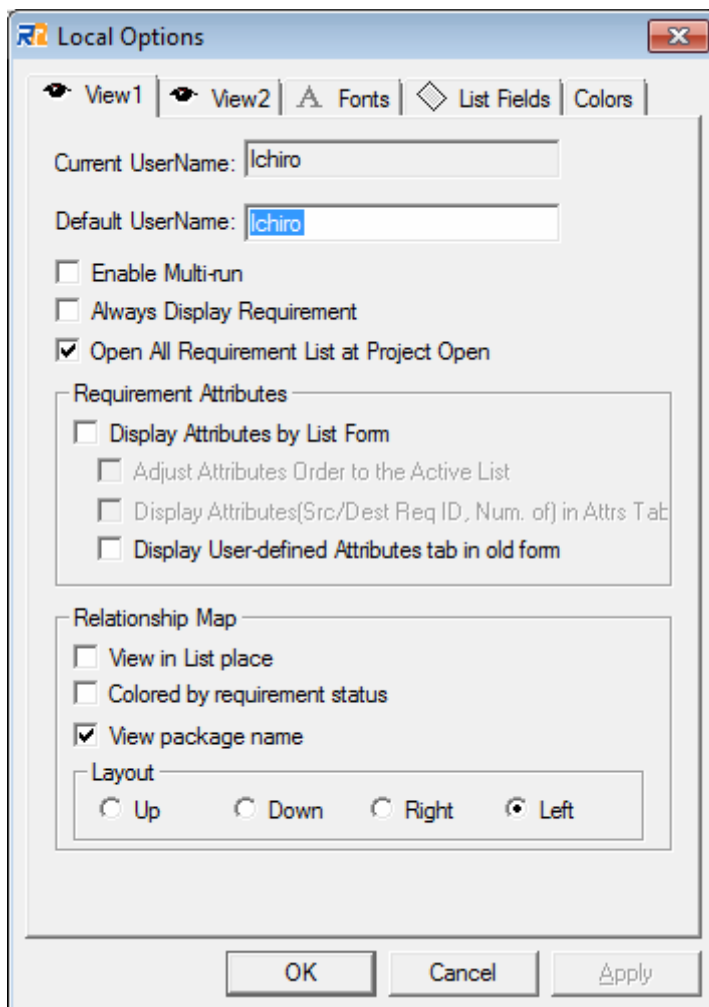 Local Options
View1 View2 Fonts List Fields Colors
Current UserName: Ichiro
Default UserName: Ichiro
Enable Multi-run
Always Display Requirement
Open All Requirement List at Project Open
Requirement Attributes
Display Attributes by List Form
Adjust Attributes Order to the Active List
Display Attributes(Src/Dest Req ID, Num. of) in Attrs Tab
Display User-defined Attributes tab in old form
Relationship Map
View in List place
Colored by requirement status
View package name
Layout
Up Down Right Left
OK Cancel Apply